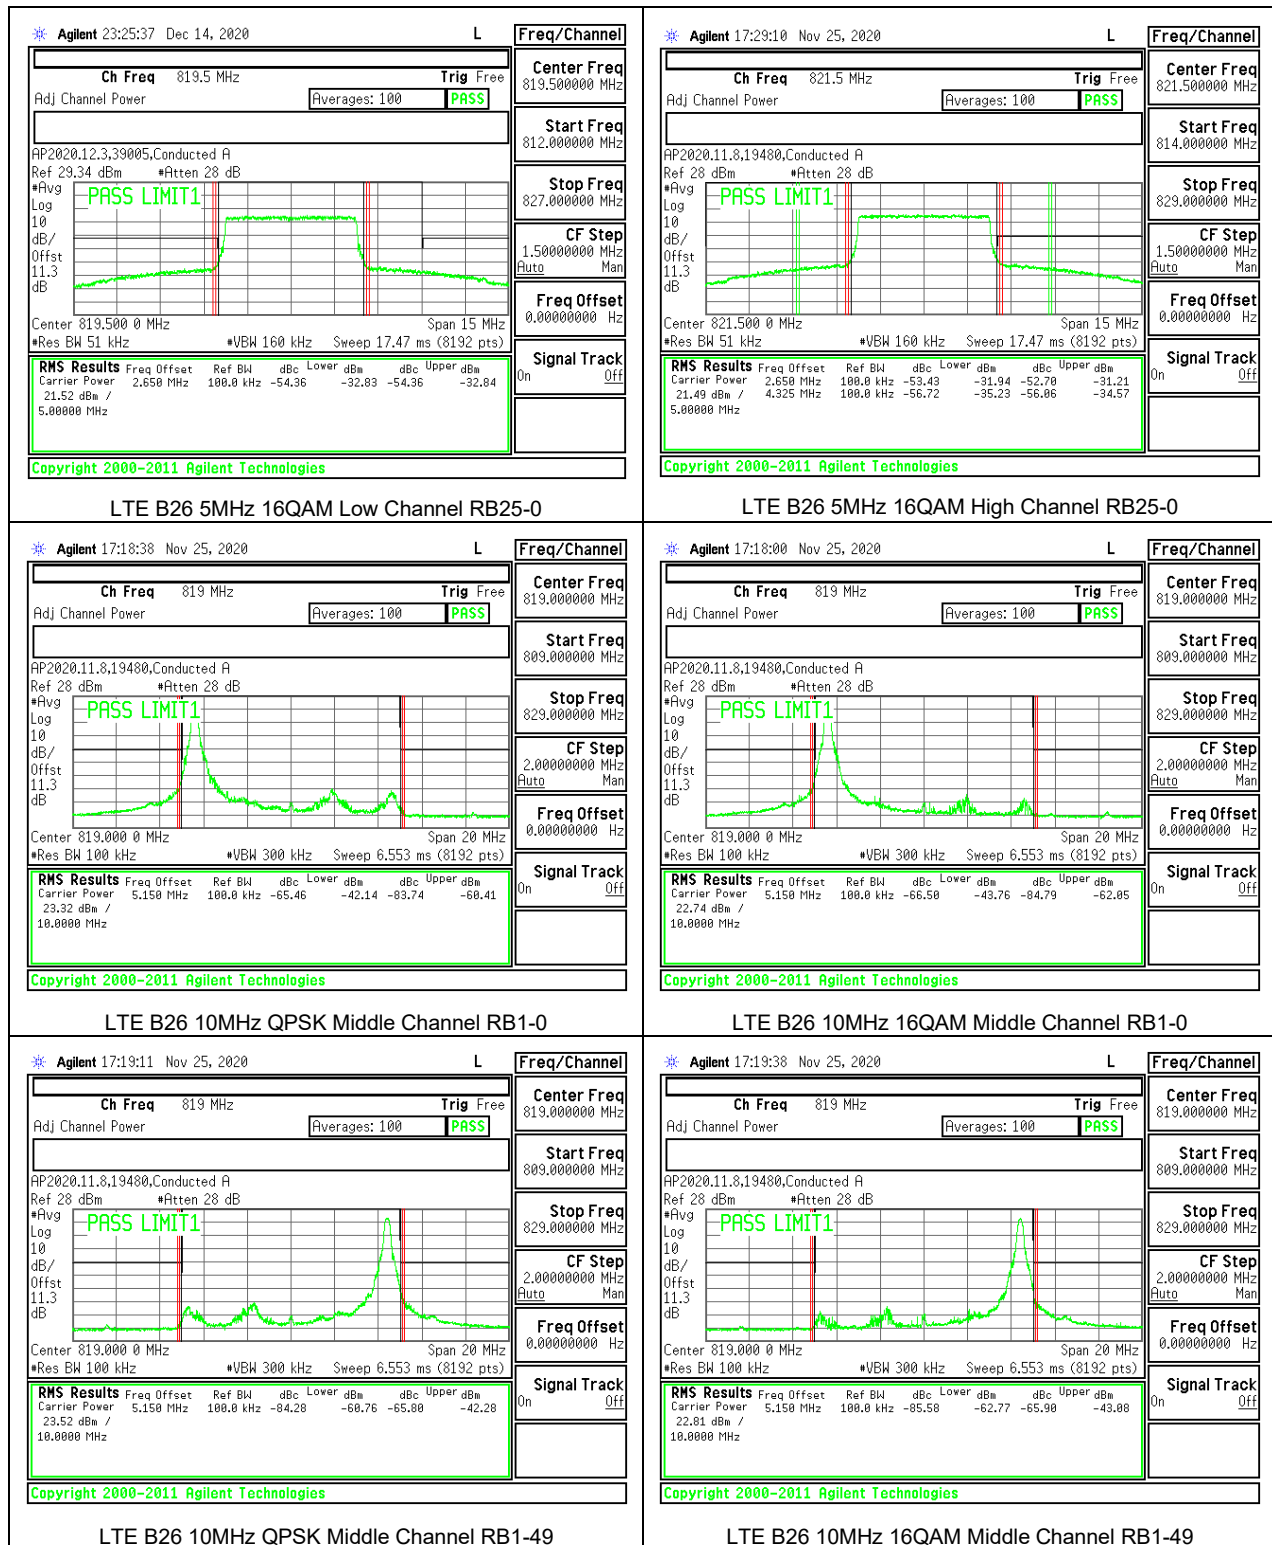 Agilent 23:25:37 Dec 14, 2020 L Freq/Channel
Ch Freq 819.5 MHz Trig Free
Adj Channel Power Averages: 100 PASS
AP2020.12.3,39005,Conducted A
Ref 29.34 dBm #Atten 28 dB
#Avg
Log
10
dB/
Offst
11.3
dB
PASS LIMIT1
Center 819.500 0 MHz Span 15 MHz
#Res BW 51 kHz #VBW 160 kHz Sweep 17.47 ms (8192 pts)
RMS Results Freq Offset Ref BW dBc Lower dBm dBc Upper dBm
Carrier Power 2.650 MHz 100.0 kHz -54.36 -32.83 -54.36 -32.84
21.52 dBm /
5.00000 MHz
Center Freq
819.500000 MHz
Start Freq
812.000000 MHz
Stop Freq
827.000000 MHz
CF Step
1.50000000 MHz
Auto Man
Freq Offset
0.00000000 Hz
Signal Track
On Off
Copyright 2000-2011 Agilent Technologies
LTE B26 5MHz 16QAM Low Channel RB25-0
Agilent 17:29:10 Nov 25, 2020 L Freq/Channel
Ch Freq 821.5 MHz Trig Free
Adj Channel Power Averages: 100 PASS
AP2020.11.8,19480,Conducted A
Ref 28 dBm #Atten 28 dB
#Avg
Log
10
dB/
Offst
11.3
dB
PASS LIMIT1
Center 821.500 0 MHz Span 15 MHz
#Res BW 51 kHz #VBW 160 kHz Sweep 17.47 ms (8192 pts)
RMS Results Freq Offset Ref BW dBc Lower dBm dBc Upper dBm
Carrier Power 2.650 MHz 100.0 kHz -53.43 -31.94 -52.70 -31.21
21.49 dBm / 4.325 MHz 100.0 kHz -56.72 -35.23 -56.06 -34.57
5.00000 MHz
Center Freq
821.500000 MHz
Start Freq
814.000000 MHz
Stop Freq
829.000000 MHz
CF Step
1.50000000 MHz
Auto Man
Freq Offset
0.00000000 Hz
Signal Track
On Off
Copyright 2000-2011 Agilent Technologies
LTE B26 5MHz 16QAM High Channel RB25-0
Agilent 17:18:38 Nov 25, 2020 L Freq/Channel
Ch Freq 819 MHz Trig Free
Adj Channel Power Averages: 100 PASS
AP2020.11.8,19480,Conducted A
Ref 28 dBm #Atten 28 dB
#Avg
Log
10
dB/
Offst
11.3
dB
PASS LIMIT1
Center 819.000 0 MHz Span 20 MHz
#Res BW 100 kHz #VBW 300 kHz Sweep 6.553 ms (8192 pts)
RMS Results Freq Offset Ref BW dBc Lower dBm dBc Upper dBm
Carrier Power 5.150 MHz 100.0 kHz -65.46 -42.14 -83.74 -60.41
23.32 dBm /
10.0000 MHz
Center Freq
819.000000 MHz
Start Freq
809.000000 MHz
Stop Freq
829.000000 MHz
CF Step
2.00000000 MHz
Auto Man
Freq Offset
0.00000000 Hz
Signal Track
On Off
Copyright 2000-2011 Agilent Technologies
LTE B26 10MHz QPSK Middle Channel RB1-0
Agilent 17:18:00 Nov 25, 2020 L Freq/Channel
Ch Freq 819 MHz Trig Free
Adj Channel Power Averages: 100 PASS
AP2020.11.8,19480,Conducted A
Ref 28 dBm #Atten 28 dB
#Avg
Log
10
dB/
Offst
11.3
dB
PASS LIMIT1
Center 819.000 0 MHz Span 20 MHz
#Res BW 100 kHz #VBW 300 kHz Sweep 6.553 ms (8192 pts)
RMS Results Freq Offset Ref BW dBc Lower dBm dBc Upper dBm
Carrier Power 5.150 MHz 100.0 kHz -66.50 -43.76 -84.79 -62.05
22.74 dBm /
10.0000 MHz
Center Freq
819.000000 MHz
Start Freq
809.000000 MHz
Stop Freq
829.000000 MHz
CF Step
2.00000000 MHz
Auto Man
Freq Offset
0.00000000 Hz
Signal Track
On Off
Copyright 2000-2011 Agilent Technologies
LTE B26 10MHz 16QAM Middle Channel RB1-0
Agilent 17:19:11 Nov 25, 2020 L Freq/Channel
Ch Freq 819 MHz Trig Free
Adj Channel Power Averages: 100 PASS
AP2020.11.8,19480,Conducted A
Ref 28 dBm #Atten 28 dB
#Avg
Log
10
dB/
Offst
11.3
dB
PASS LIMIT1
Center 819.000 0 MHz Span 20 MHz
#Res BW 100 kHz #VBW 300 kHz Sweep 6.553 ms (8192 pts)
RMS Results Freq Offset Ref BW dBc Lower dBm dBc Upper dBm
Carrier Power 5.150 MHz 100.0 kHz -84.28 -60.76 -65.80 -42.28
23.52 dBm /
10.0000 MHz
Center Freq
819.000000 MHz
Start Freq
809.000000 MHz
Stop Freq
829.000000 MHz
CF Step
2.00000000 MHz
Auto Man
Freq Offset
0.00000000 Hz
Signal Track
On Off
Copyright 2000-2011 Agilent Technologies
LTE B26 10MHz QPSK Middle Channel RB1-49
Agilent 17:19:38 Nov 25, 2020 L Freq/Channel
Ch Freq 819 MHz Trig Free
Adj Channel Power Averages: 100 PASS
AP2020.11.8,19480,Conducted A
Ref 28 dBm #Atten 28 dB
#Avg
Log
10
dB/
Offst
11.3
dB
PASS LIMIT1
Center 819.000 0 MHz Span 20 MHz
#Res BW 100 kHz #VBW 300 kHz Sweep 6.553 ms (8192 pts)
RMS Results Freq Offset Ref BW dBc Lower dBm dBc Upper dBm
Carrier Power 5.150 MHz 100.0 kHz -85.58 -62.77 -65.90 -43.08
22.81 dBm /
10.0000 MHz
Center Freq
819.000000 MHz
Start Freq
809.000000 MHz
Stop Freq
829.000000 MHz
CF Step
2.00000000 MHz
Auto Man
Freq Offset
0.00000000 Hz
Signal Track
On Off
Copyright 2000-2011 Agilent Technologies
LTE B26 10MHz 16QAM Middle Channel RB1-49